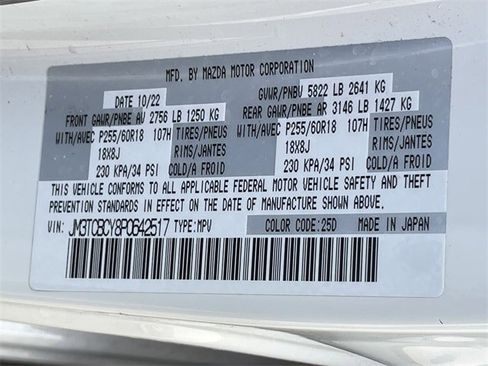 MFD. BY MAZDA MOTOR CORPORATION
DATE 10/22 GVWR/PNBV 5822 LB 2641 KG
FRONT GAWR/PNBE AV 2756 LB 1250 KG REAR GAWR/PNBE AR 3146 LB 1427 KG
WITH/AVEC P255/60R18 107H TIRES/PNEUS WITH/AVEC P255/60R18 107H TIRES/PNEUS
18X8J RIMS/JANTES 18X8J RIMS/JANTES
230 KPA/34 PSI COLD/A FROID 230 KPA/34 PSI COLD/A FROID
THIS VEHICLE CONFORMS TO ALL APPLICABLE FEDERAL MOTOR VEHICLE SAFETY AND THEFT
PREVENTION STANDARDS IN EFFECT ON THE DATE OF MANUFACTURE SHOWN ABOVE.
VIN: JM3TCBCY8P0642517 TYPE:MPV COLOR CODE:25D MADE IN JAPAN